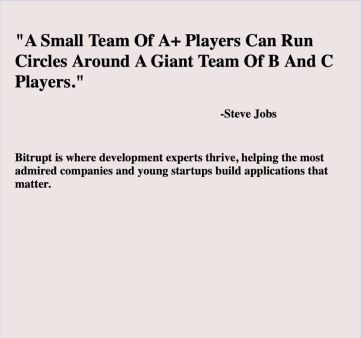 "A Small Team Of A+ Players Can Run
Circles Around A Giant Team Of B And C
Players."
-Steve Jobs
Bitrupt is where development experts thrive, helping the most
admired companies and young startups build applications that
matter.